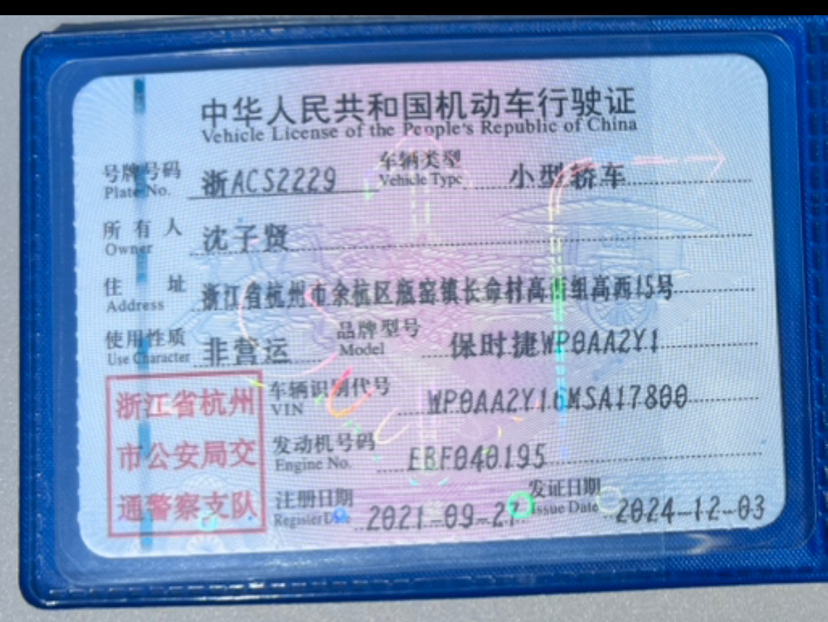 中华人民共和国机动车行驶证
Vehicle License of the People's Republic of China
号牌号码 浙ACS2229 车辆类型 小型轿车
Plate No. Vehicle Type
所有人 沈子贤
Owner
住址 浙江省杭州市余杭区瓶窑镇长命村高街组高西15号
Address
使用性质 非营运 品牌型号 保时捷WP0AA2Y1
Use Character Model
浙江省杭州 车辆识别代号 WP0AA2Y16MSA17800
VIN
市公安局交 发动机号码 EBF040195
Engine No.
通警察支队 注册日期 2021-09-27 发证日期 2024-12-03
Register Date Issue Date